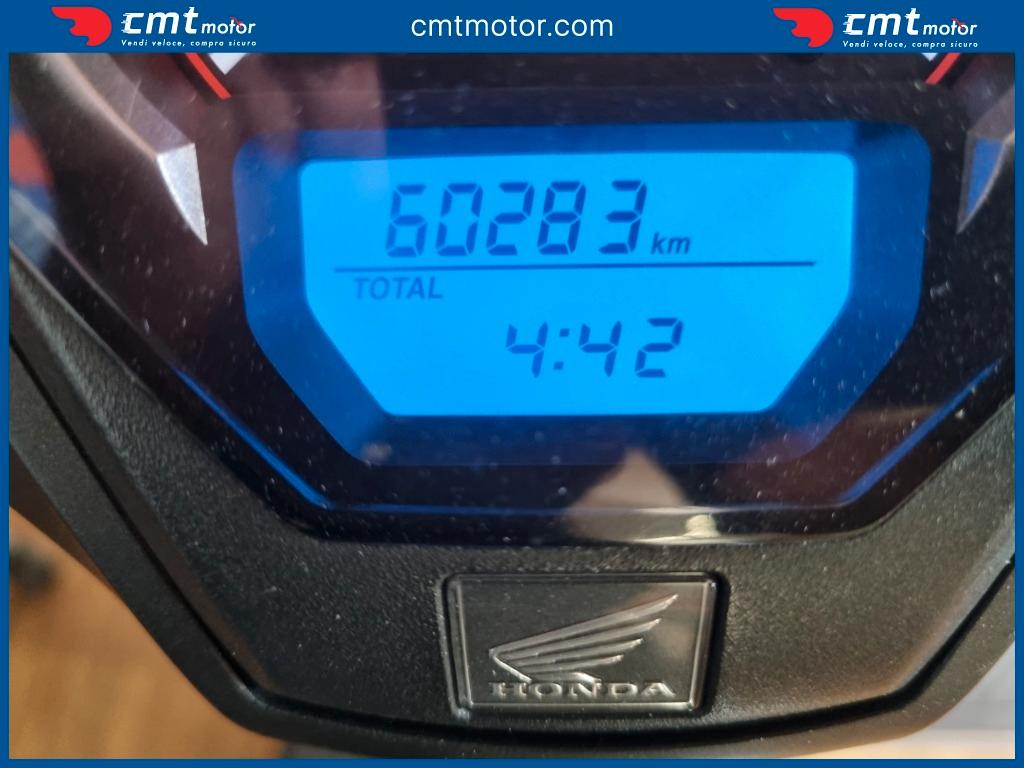 cmt motor
Vendi veloce, compra sicuro
cmtmotor.com
cmt motor
Vendi veloce, compra sicuro
60283 km
TOTAL
4:42
HONDA